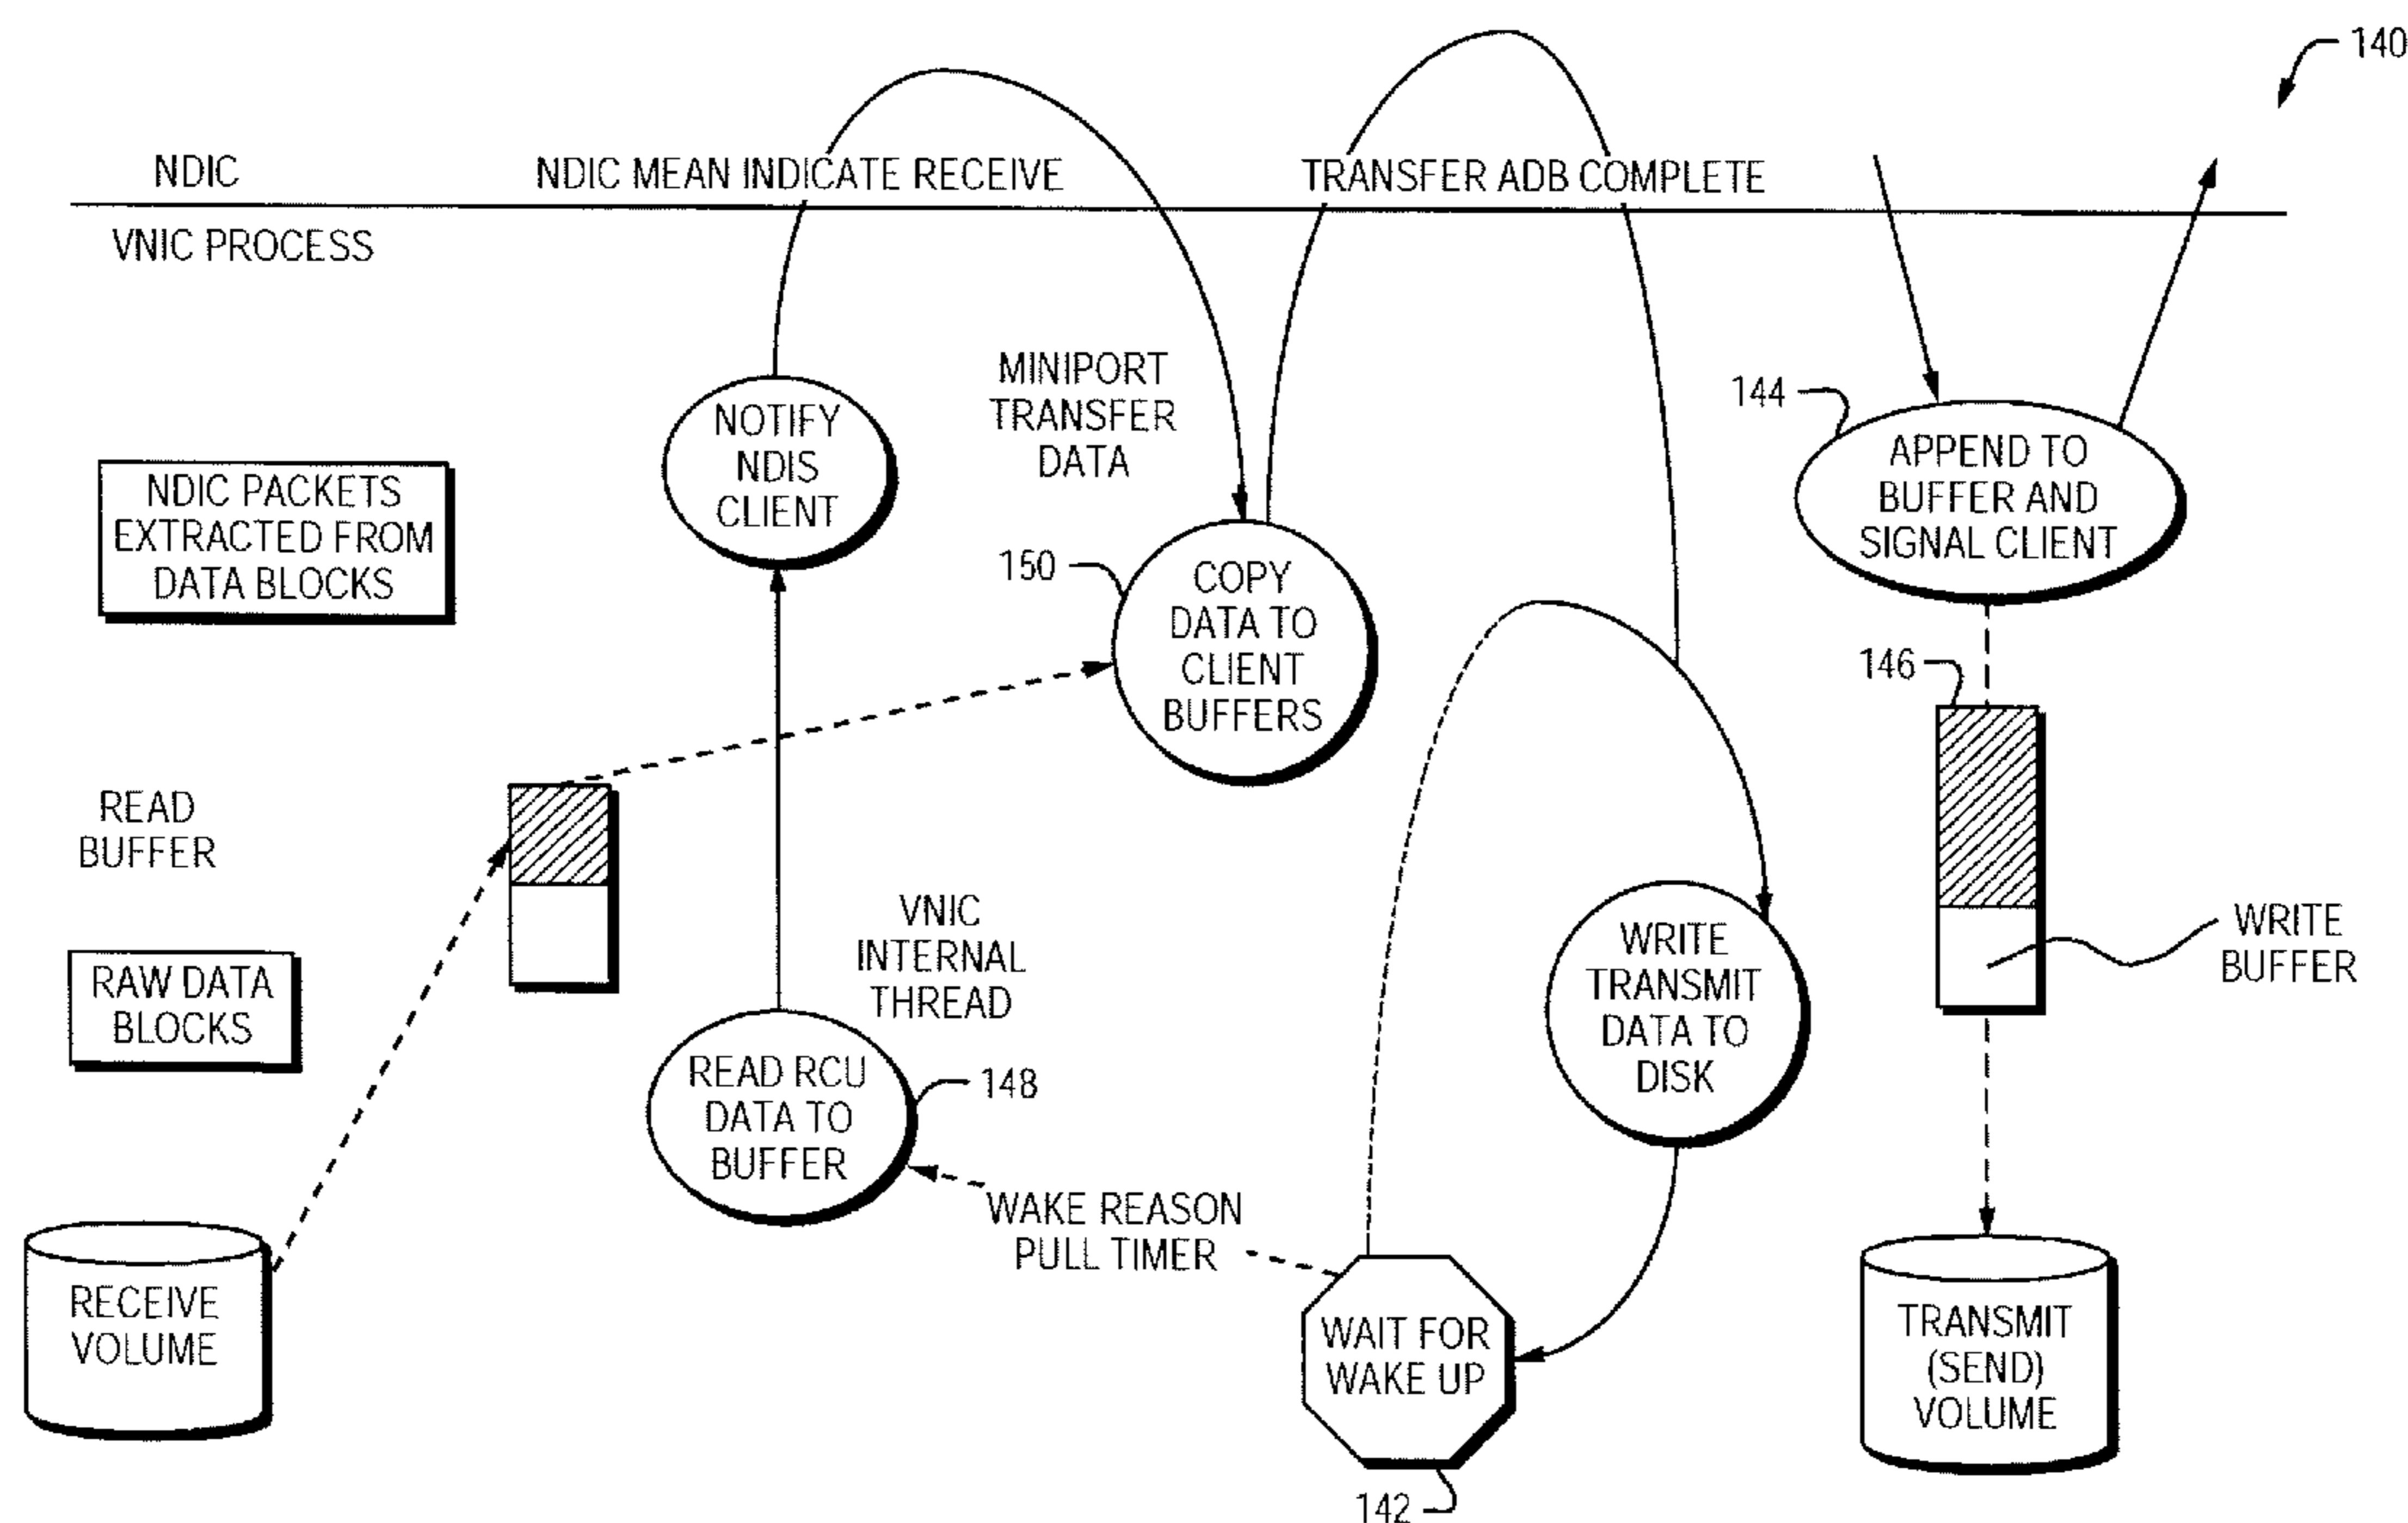 140
NDIC
NDIC MEAN INDICATE RECEIVE
TRANSFER ADB COMPLETE
VNIC PROCESS
MINIPORT
TRANSFER
DATA
NOTIFY
NDIS
CLIENT
144
APPEND TO
BUFFER AND
SIGNAL CLIENT
NDIC PACKETS
EXTRACTED FROM
DATA BLOCKS
150
COPY
DATA TO
CLIENT
BUFFERS
146
READ
BUFFER
VNIC
INTERNAL
THREAD
WRITE
TRANSMIT
DATA TO
DISK
WRITE
BUFFER
RAW DATA
BLOCKS
READ RCU
DATA TO
BUFFER
148
WAKE REASON
PULL TIMER
RECEIVE
VOLUME
WAIT FOR
WAKE UP
TRANSMIT
(SEND)
VOLUME
142